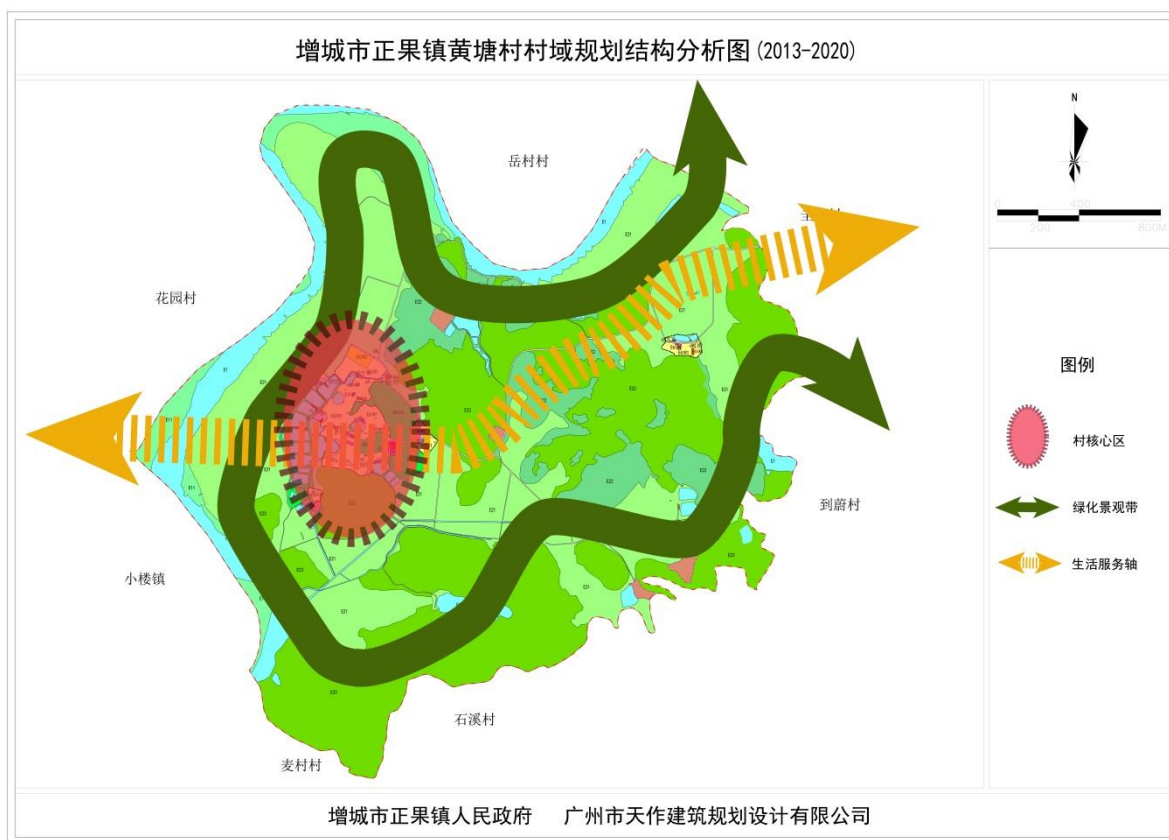 增城市正果镇黄塘村村域规划结构分析图(2013-2020)
N
0 400
200 800M
岳村村
花园村
图例
村核心区
到蔚村
绿化景观带
生活服务轴
小楼镇
石溪村
麦村村
增城市正果镇人民政府 广州市天作建筑规划设计有限公司